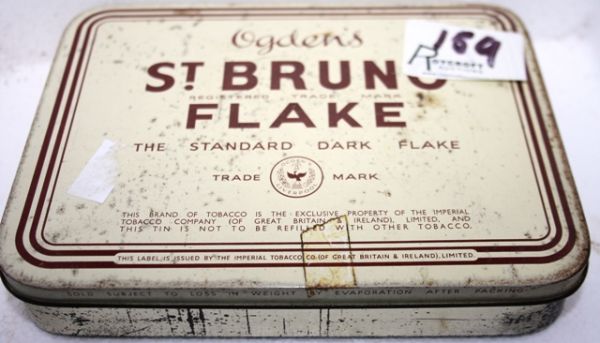 Ogden's
ST BRUNO
REGISTERED TRADE MARK
FLAKE
THE STANDARD DARK FLAKE
TRADE MARK
OGDEN'S
LIVERPOOL
THIS BRAND OF TOBACCO IS THE EXCLUSIVE PROPERTY OF THE IMPERIAL
TOBACCO COMPANY (OF GREAT BRITAIN & IRELAND), LIMITED, AND
THIS TIN IS NOT TO BE REFILLED WITH OTHER TOBACCO.
THIS LABEL IS ISSUED BY THE IMPERIAL TOBACCO CO. (OF GREAT BRITAIN & IRELAND), LIMITED.
SOLD SUBJECT TO LOSS IN WEIGHT BY EVAPORATION AFTER PACKING
189